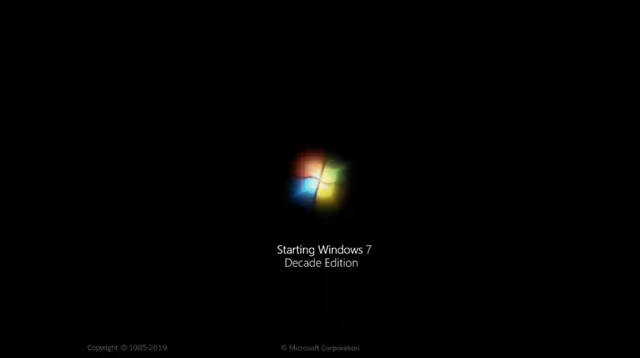 Starting Windows 7
Decade Edition
Copyright © 1985-2019
© Microsoft Corporation